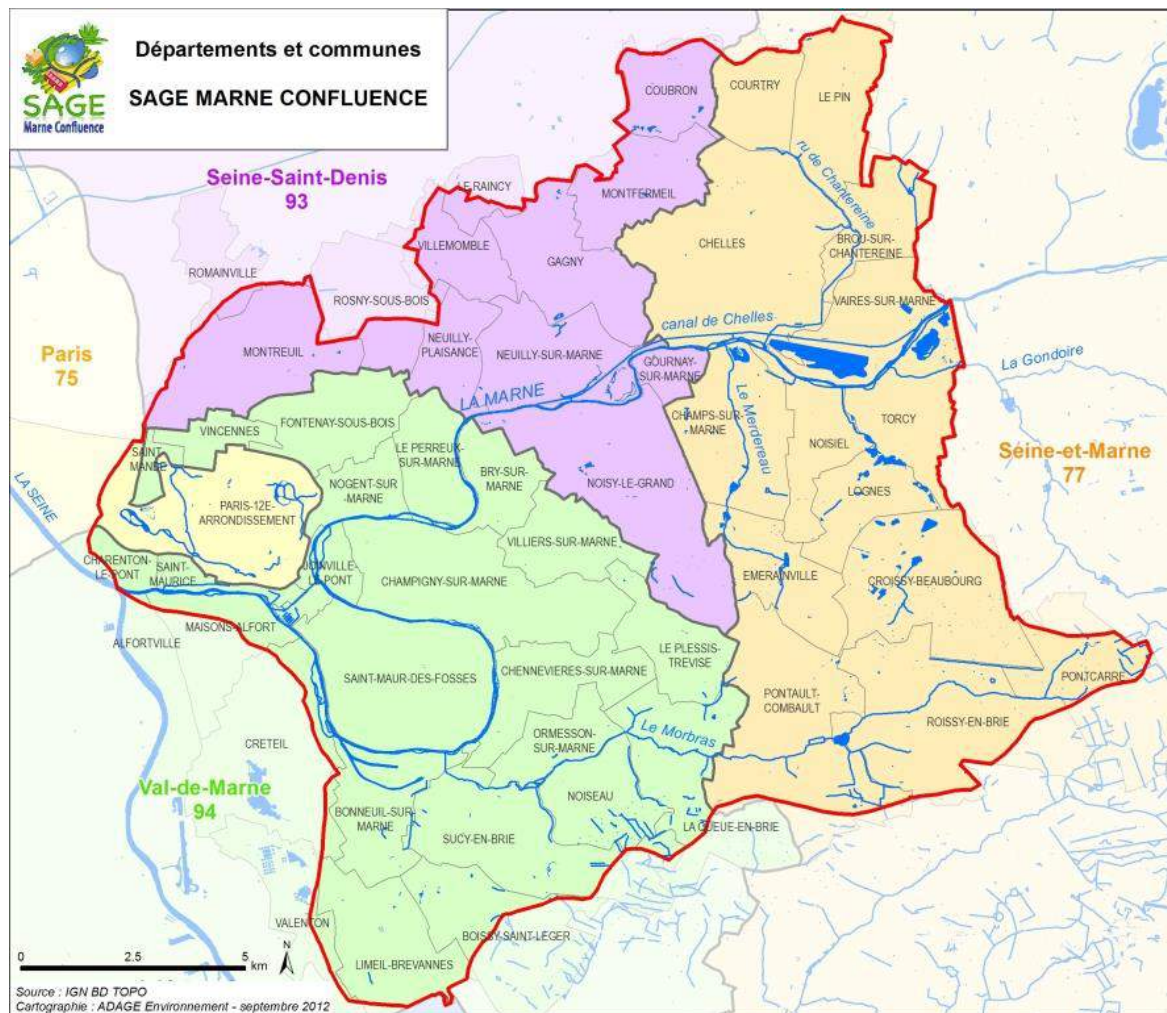 Départements et communes
SAGE MARNE CONFLUENCE
SAGE
Marne Confluence
COUBRON
COURTRY
LE PIN
Seine-Saint-Denis
93
LE RAINCY
MONTFERMEIL
ru de Chantereine
VILLEMOMBLE
GAGNY
CHELLES
BROU-SUR-
CHANTEREINE
ROMAINVILLE
ROSNY-SOUS-BOIS
VAIRES-SUR-MARNE
canal de Chelles
Paris
75
MONTREUIL
NEUILLY-
PLAISANCE
NEUILLY-SUR-MARNE
GOURNAY-
SUR-MARNE
La Gondoire
LA MARNE
CHAMPS-SUR-
MARNE
Le Merdereau
TORCY
NOISIEL
VINCENNES
FONTENAY-SOUS-BOIS
LE PERREUX-
SUR-MARNE
SAINT-
MANDE
BRY-SUR-
MARNE
NOISY-LE-GRAND
LOGNES
Seine-et-Marne
77
LA SEINE
NOGENT-SUR-
MARNE
PARIS-12E-
ARRONDISSEMENT
VILLIERS-SUR-MARNE
CHARENTON-
LE-PONT
SAINT-
MAURICE
JOINVILLE-
LE-PONT
CHAMPIGNY-SUR-MARNE
EMERAINVILLE
CROISSY-BEAUBOURG
MAISONS-ALFORT
ALFORTVILLE
LE PLESSIS-
TREVISE
CHENNEVIERES-SUR-MARNE
SAINT-MAUR-DES-FOSSES
PONTCARRE
PONTAULT-
COMBAULT
ROISSY-EN-BRIE
ORMESSON-
SUR-MARNE
Le Morbras
CRETEIL
Val-de-Marne
94
NOISEAU
BONNEUIL-SUR-
MARNE
SUCY-EN-BRIE
LA QUEUE-EN-BRIE
VALENTON
BOISSY-SAINT-LEGER
LIMEIL-BREVANNES
0 2.5 5
km
N
Source : IGN BD TOPO
Cartographie : ADAGE Environnement - septembre 2012